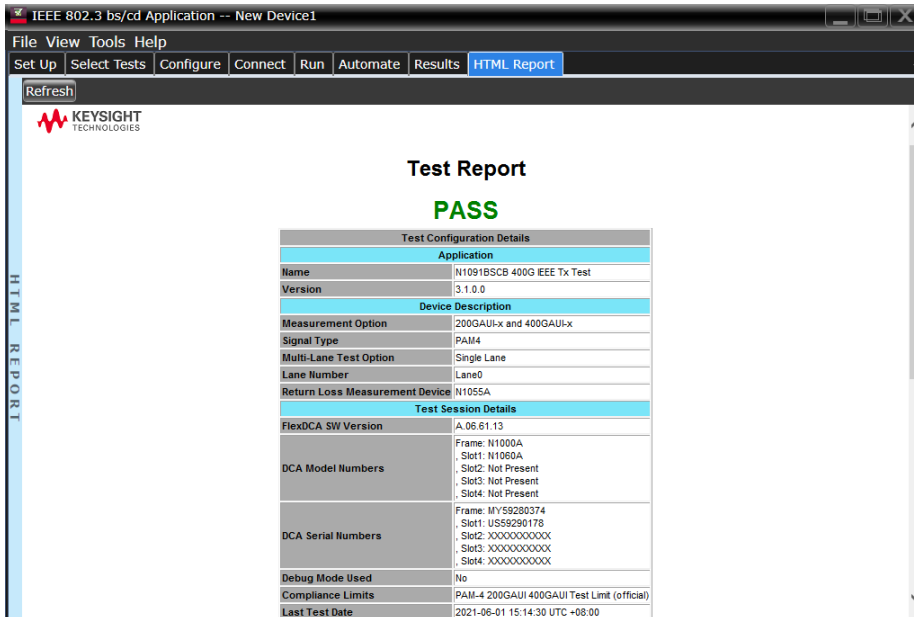 IEEE 802.3 bs/cd Application -- New Device1
File View Tools Help
Set Up Select Tests Configure Connect Run Automate Results HTML Report
Refresh
KEYSIGHT
TECHNOLOGIES
HTML REPORT
Test Report
PASS
Test Configuration Details
Application
Name N1091BSCB 400G IEEE Tx Test
Version 3.1.0.0
Device Description
Measurement Option 200GAUI-x and 400GAUI-x
Signal Type PAM4
Multi-Lane Test Option Single Lane
Lane Number Lane0
Return Loss Measurement Device N1055A
Test Session Details
FlexDCA SW Version A.06.61.13
DCA Model Numbers Frame: N1000A
, Slot1: N1060A
, Slot2: Not Present
, Slot3: Not Present
, Slot4: Not Present
DCA Serial Numbers Frame: MY59280374
, Slot1: US59290178
, Slot2: XXXXXXXXXX
, Slot3: XXXXXXXXXX
, Slot4: XXXXXXXXXX
Debug Mode Used No
Compliance Limits PAM-4 200GAUI 400GAUI Test Limit (official)
Last Test Date 2021-06-01 15:14:30 UTC +08:00